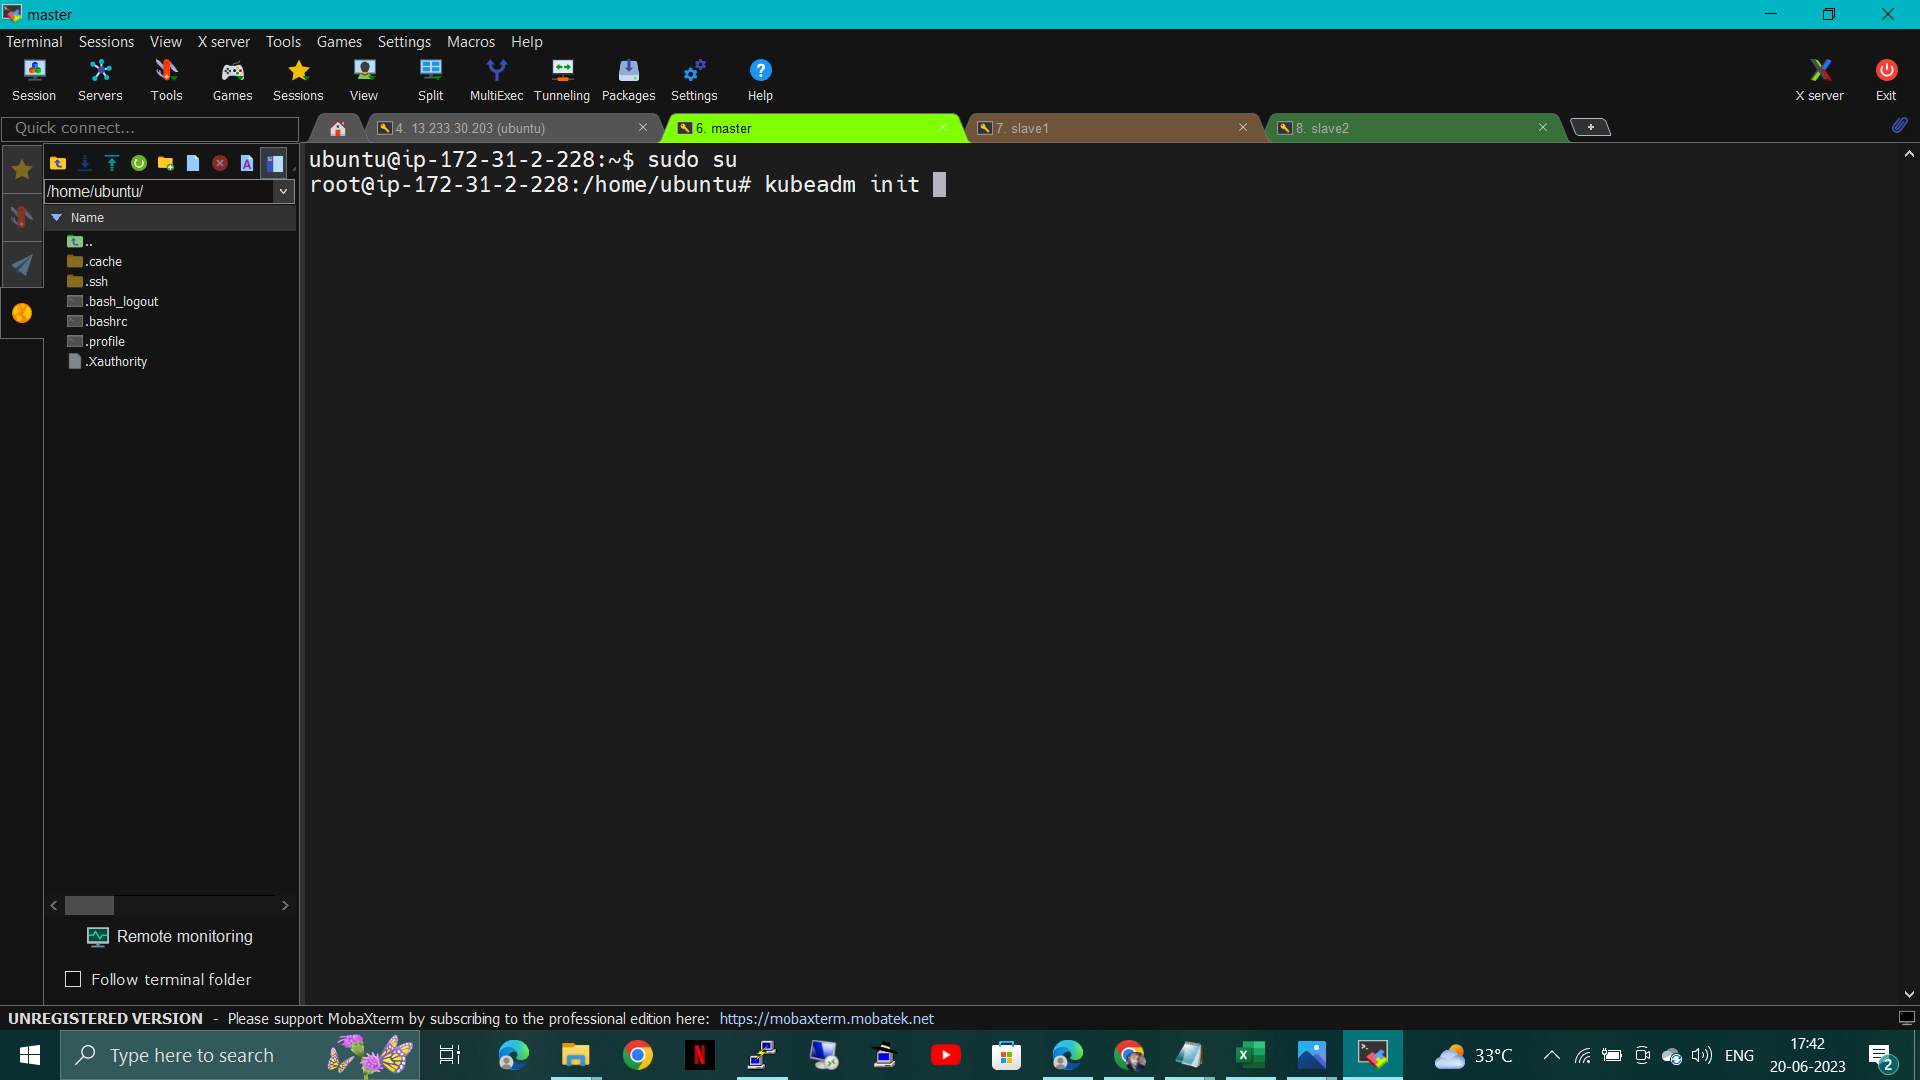 master
Terminal Sessions View X server Tools Games Settings Macros Help
Session Servers Tools Games Sessions View Split MultiExec Tunneling Packages Settings Help X server Exit
Quick connect...
4. 13.233.30.203 (ubuntu)
6. master
7. slave1
8. slave2
/home/ubuntu/
Name
..
.cache
.ssh
.bash_logout
.bashrc
.profile
.Xauthority
ubuntu@ip-172-31-2-228:~$ sudo su
root@ip-172-31-2-228:/home/ubuntu# kubeadm init
Remote monitoring
Follow terminal folder
UNREGISTERED VERSION - Please support MobaXterm by subscribing to the professional edition here: https://mobaxterm.mobatek.net
Type here to search
33°C
ENG
17:42
20-06-2023
2